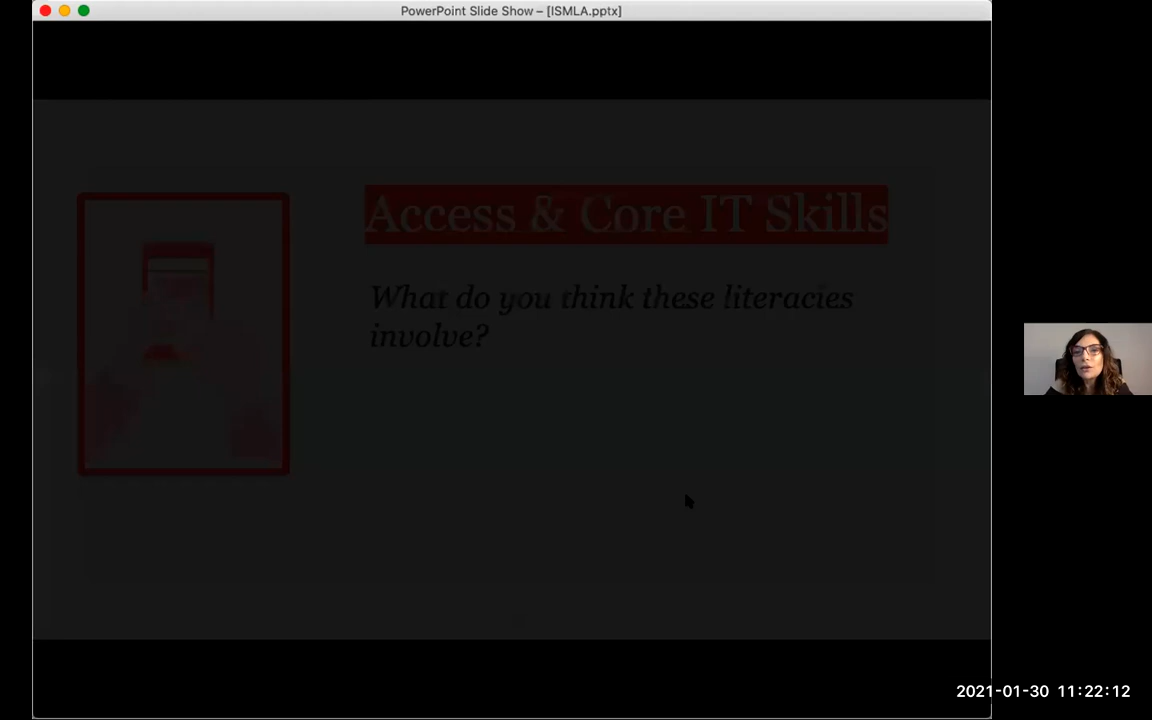 PowerPoint Slide Show – [ISMLA.pptx]
Access & Core IT Skills
What do you think these literacies
involve?
2021-01-30 11:22:12